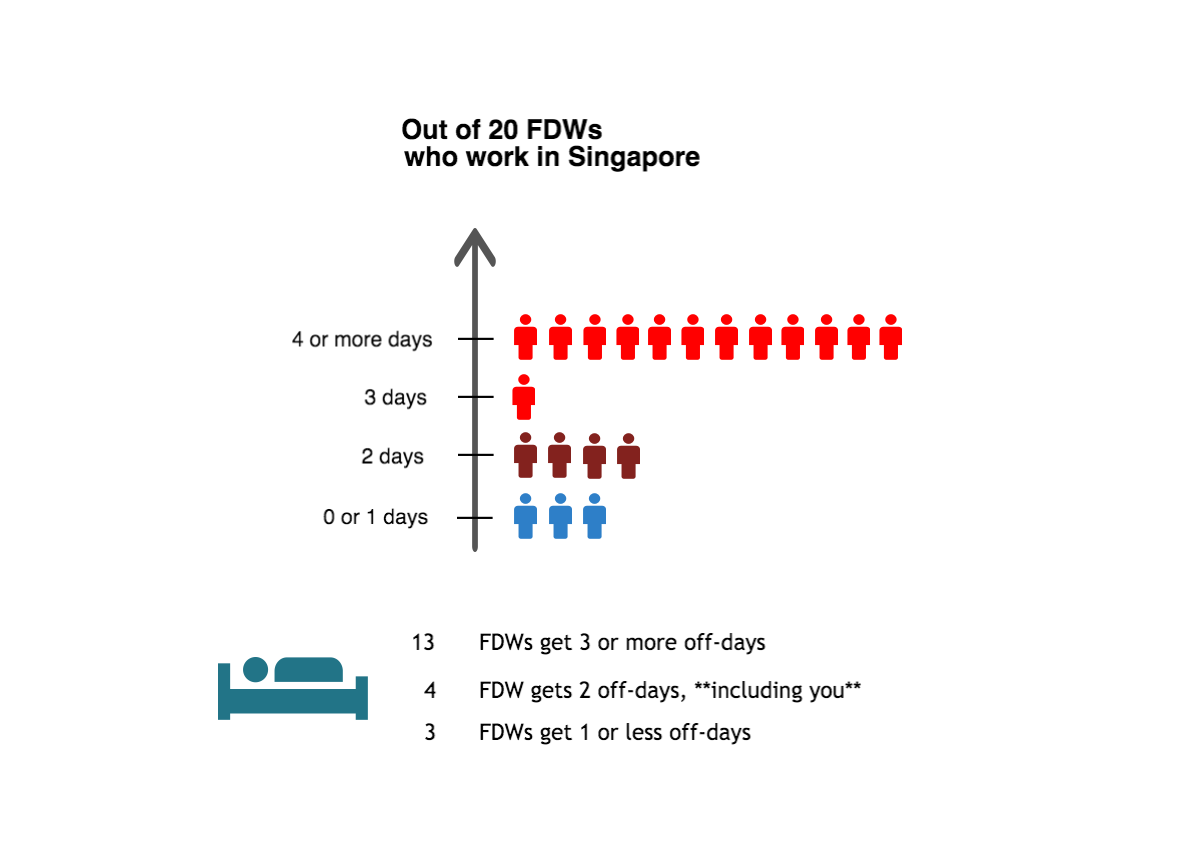 Out of 20 FDWs
who work in Singapore
4 or more days
3 days
2 days
0 or 1 days
13 FDWs get 3 or more off-days
4 FDW gets 2 off-days, **including you**
3 FDWs get 1 or less off-days